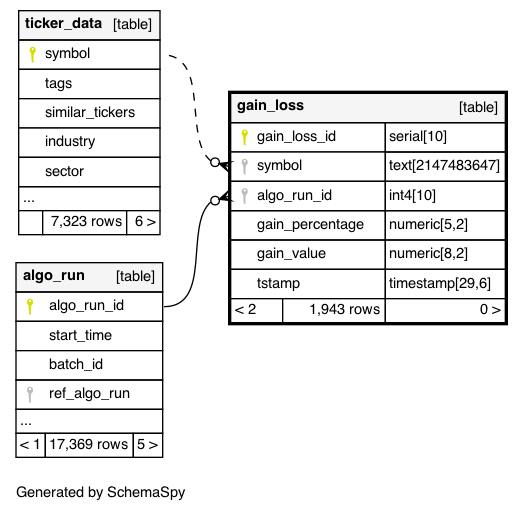 ticker_data [table]
symbol
tags
similar_tickers
industry
sector
...
7,323 rows 6 >
gain_loss [table]
gain_loss_id serial[10]
symbol text[2147483647]
algo_run_id int4[10]
gain_percentage numeric[5,2]
gain_value numeric[8,2]
tstamp timestamp[29,6]
< 2 1,943 rows 0 >
algo_run [table]
algo_run_id
start_time
batch_id
ref_algo_run
...
< 1 17,369 rows 5 >
Generated by SchemaSpy